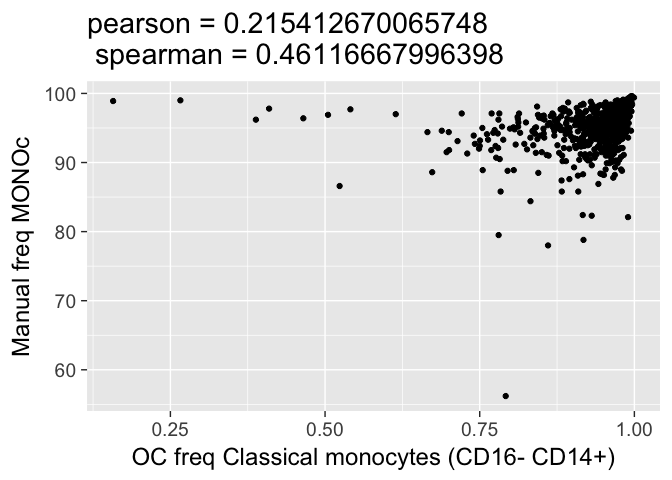 pearson = 0.215412670065748
spearman = 0.46116667996398
100
90
80
70
60
Manual freq MONOc
0.25 0.50 0.75 1.00
OC freq Classical monocytes (CD16- CD14+)